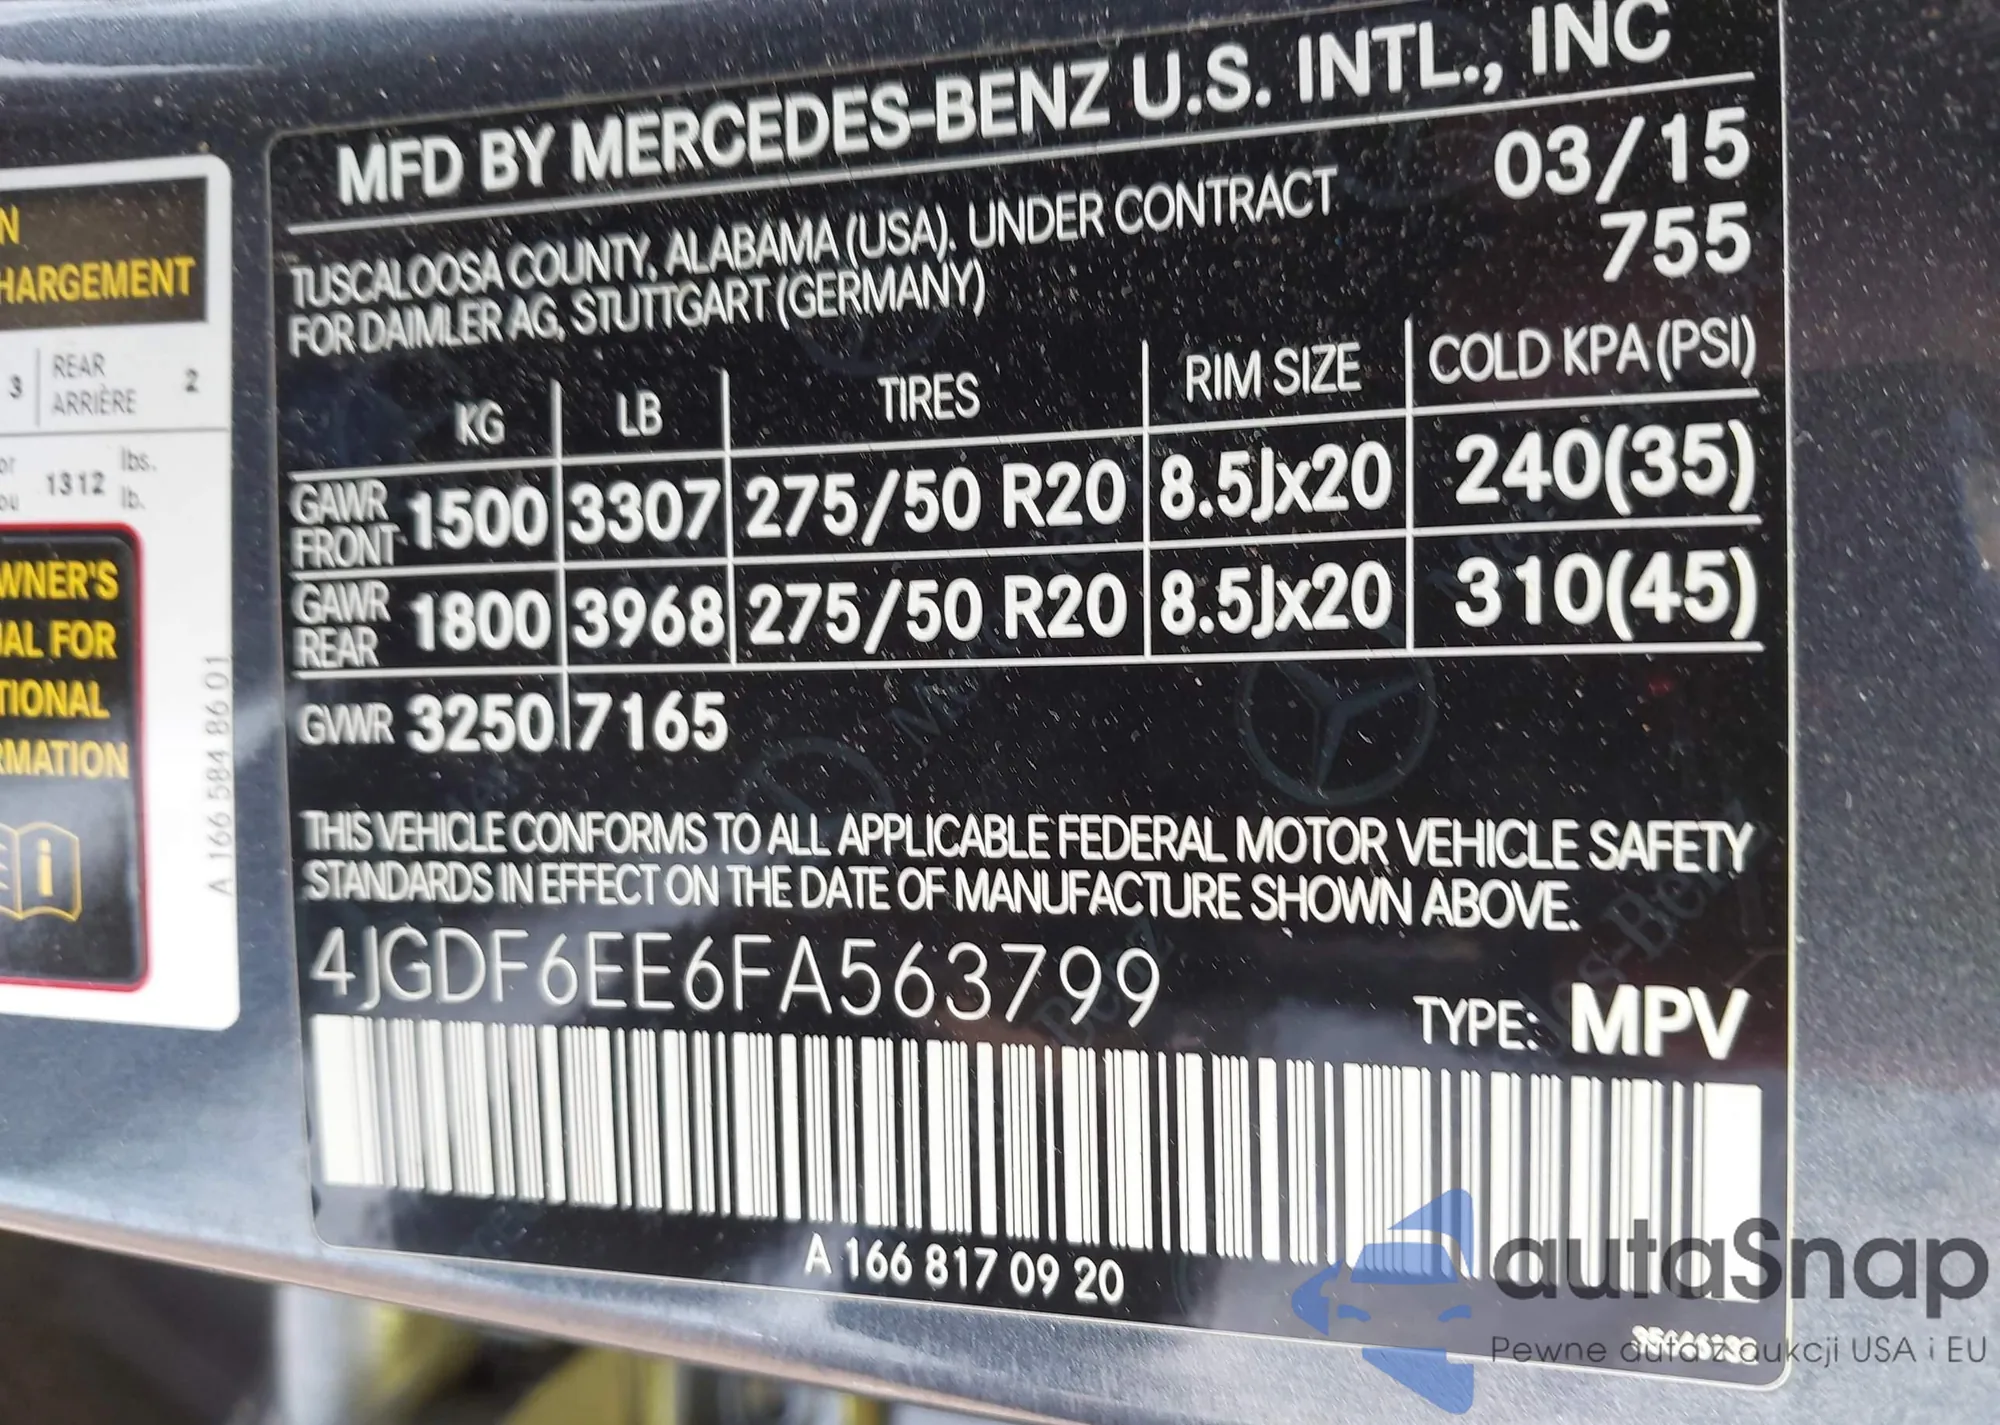 N
HARGEMENT
3 REAR ARRIÈRE 2
or 1312 lbs.
ou lb.
WNER'S
JAL FOR
TIONAL
RMATION
i
A 166 584 86 01
MFD BY MERCEDES-BENZ U.S. INTL., INC
TUSCALOOSA COUNTY, ALABAMA (USA). UNDER CONTRACT
FOR DAIMLER AG, STUTTGART (GERMANY)
03/15
755
KG LB TIRES RIM SIZE COLD KPA (PSI)
GAWR FRONT 1500 3307 275/50 R20 8.5Jx20 240(35)
GAWR REAR 1800 3968 275/50 R20 8.5Jx20 310(45)
GVWR 3250 7165
THIS VEHICLE CONFORMS TO ALL APPLICABLE FEDERAL MOTOR VEHICLE SAFETY
STANDARDS IN EFFECT ON THE DATE OF MANUFACTURE SHOWN ABOVE.
4JGDF6EE6FA563799
TYPE: MPV
A 166 817 09 20
autaSnap
Pewne auta z aukcji USA i EU